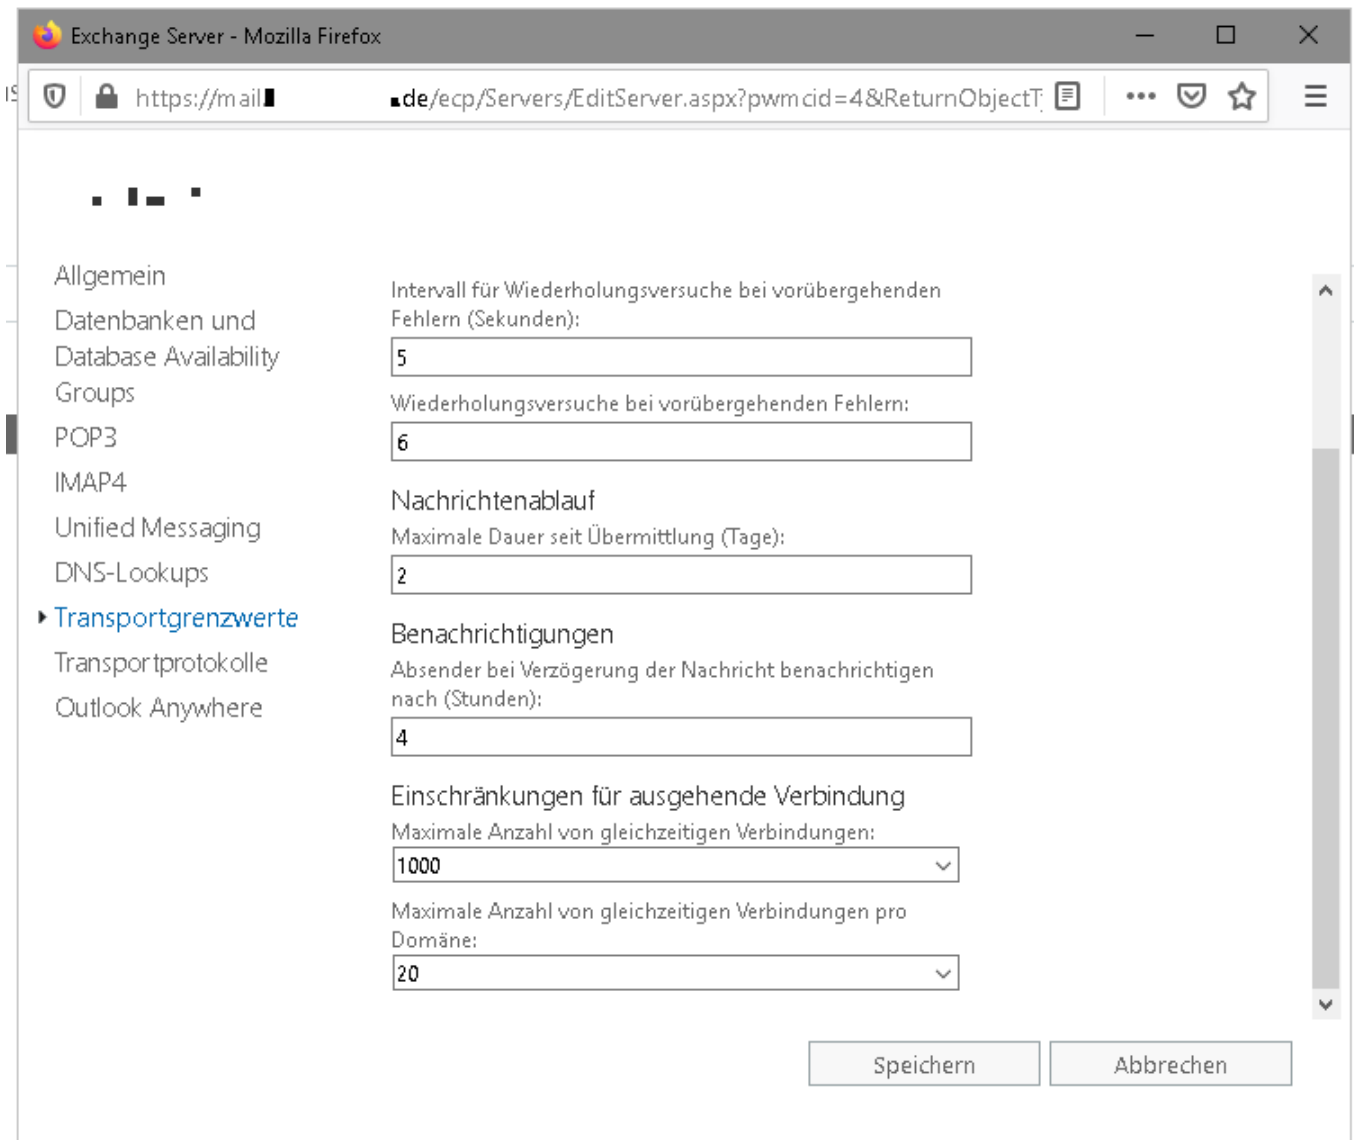 Exchange Server - Mozilla Firefox
https://mail. .de/ecp/Servers/EditServer.aspx?pwmcid=4&ReturnObjectT
Allgemein
Datenbanken und
Database Availability
Groups
POP3
IMAP4
Unified Messaging
DNS-Lookups
Transportgrenzwerte
Transportprotokolle
Outlook Anywhere
Intervall für Wiederholungsversuche bei vorübergehenden
Fehlern (Sekunden):
5
Wiederholungsversuche bei vorübergehenden Fehlern:
6
Nachrichtenablauf
Maximale Dauer seit Übermittlung (Tage):
2
Benachrichtigungen
Absender bei Verzögerung der Nachricht benachrichtigen
nach (Stunden):
4
Einschränkungen für ausgehende Verbindung
Maximale Anzahl von gleichzeitigen Verbindungen:
1000
Maximale Anzahl von gleichzeitigen Verbindungen pro
Domäne:
20
Speichern
Abbrechen